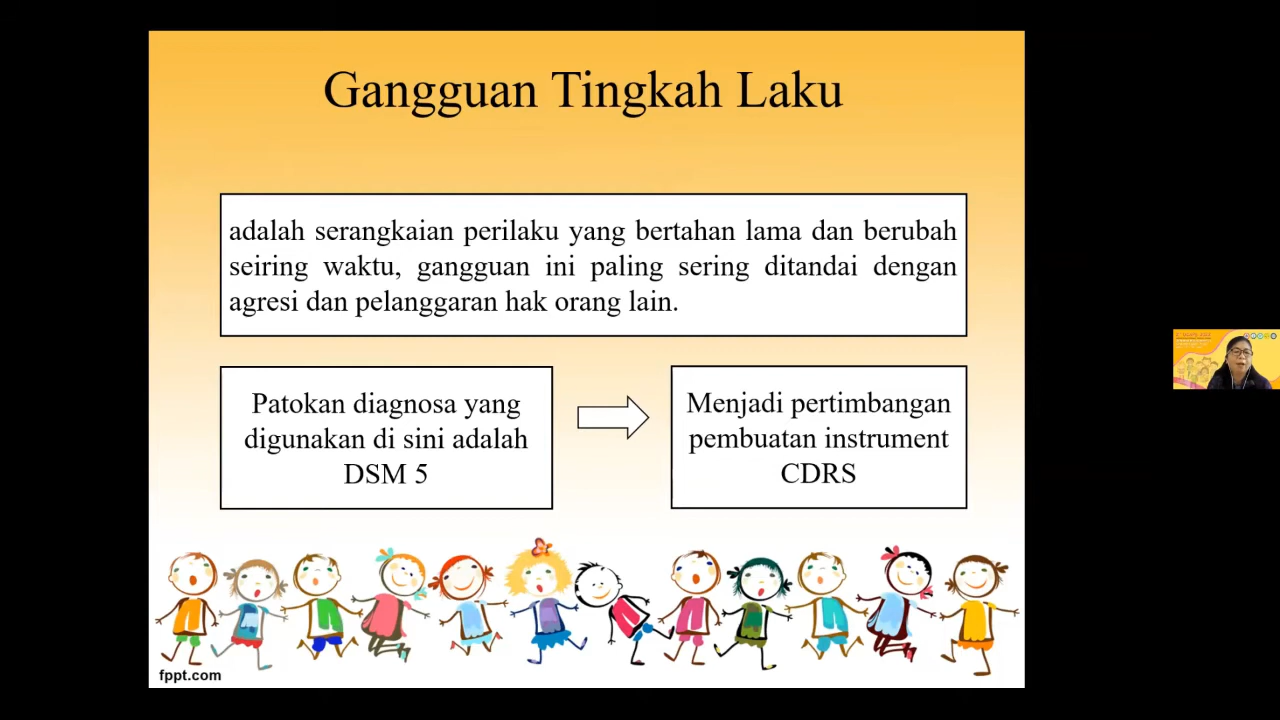 Gangguan Tingkah Laku
adalah serangkaian perilaku yang bertahan lama dan berubah
seiring waktu, gangguan ini paling sering ditandai dengan
agresi dan pelanggaran hak orang lain.
Patokan diagnosa yang
digunakan di sini adalah
DSM 5
Menjadi pertimbangan
pembuatan instrument
CDRS
fppt.com